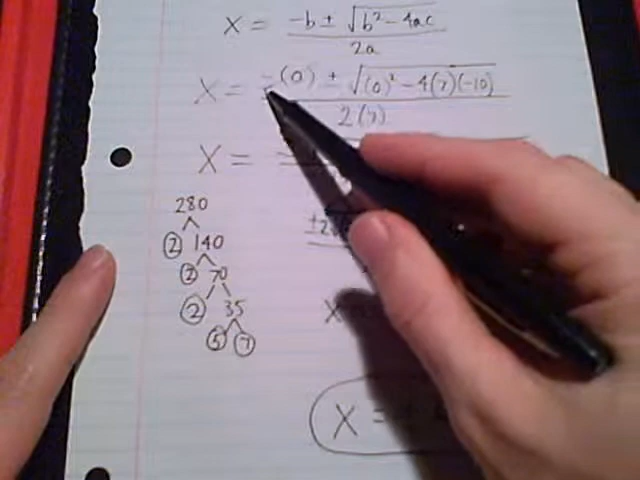 x = -b ± √b² - 4ac
2a
x = -(0) ± √(0)² - 4(7)(-10)
2(7)
x =
280
2 140
2 70
2 35
5 7
x
x =